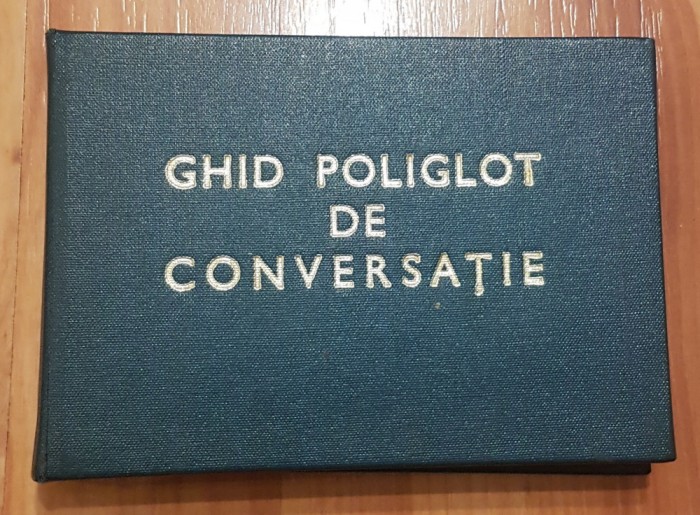 GHID POLIGLOT
DE
CONVERSAȚIE